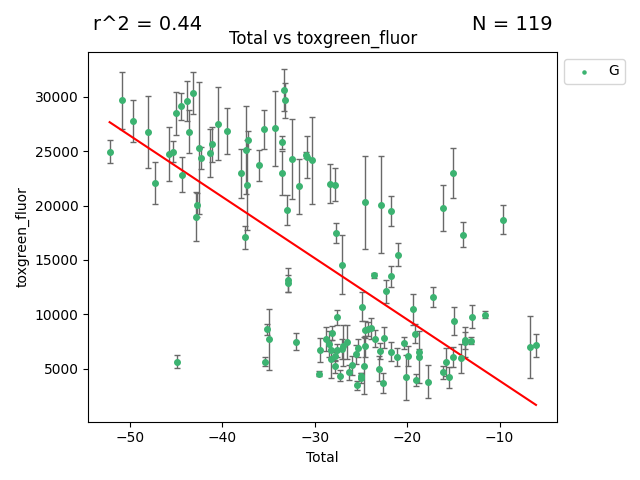 r^2 = 0.44
N = 119
Total vs toxgreen_fluor
G
30000
25000
20000
15000
10000
5000
toxgreen_fluor
−50
−40
−30
−20
−10
Total